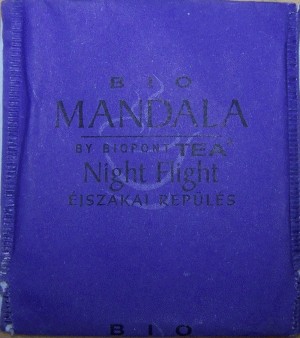 BIO
MANDALA
BY BIOPONT TEA
Night Flight
ÉJSZAKAI REPÜLÉS
BIO